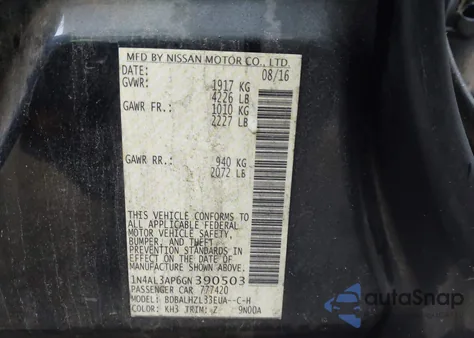 MFD BY NISSAN MOTOR CO., LTD.
DATE: 08/16
GVWR: 1917 KG
4226 LB
GAWR FR.: 1010 KG
2227 LB
GAWR RR.: 940 KG
2072 LB
THIS VEHICLE CONFORMS TO
ALL APPLICABLE FEDERAL
MOTOR VEHICLE SAFETY,
BUMPER, AND THEFT
PREVENTION STANDARDS IN
EFFECT ON THE DATE OF
MANUFACTURE SHOWN ABOVE.
1N4AL3AP6GN390503
PASSENGER CAR 777420
MODEL: BDBALHZL33EUA--C-H
COLOR: KH3 TRIM: Z 9N00A
autoSnap